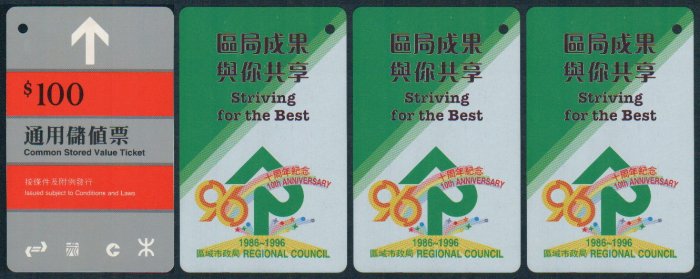 $100
通用儲值票
Common Stored Value Ticket
按條件及附例發行
Issued subject to Conditions and Laws
區局成果
與你共享
Striving
for the Best
96
十周年紀念
10th ANNIVERSARY
1986~1996
區域市政局 REGIONAL COUNCIL
區局成果
與你共享
Striving
for the Best
96
十周年紀念
10th ANNIVERSARY
1986~1996
區域市政局 REGIONAL COUNCIL
區局成果
與你共享
Striving
for the Best
96
十周年紀念
10th ANNIVERSARY
1986~1996
區域市政局 REGIONAL COUNCIL